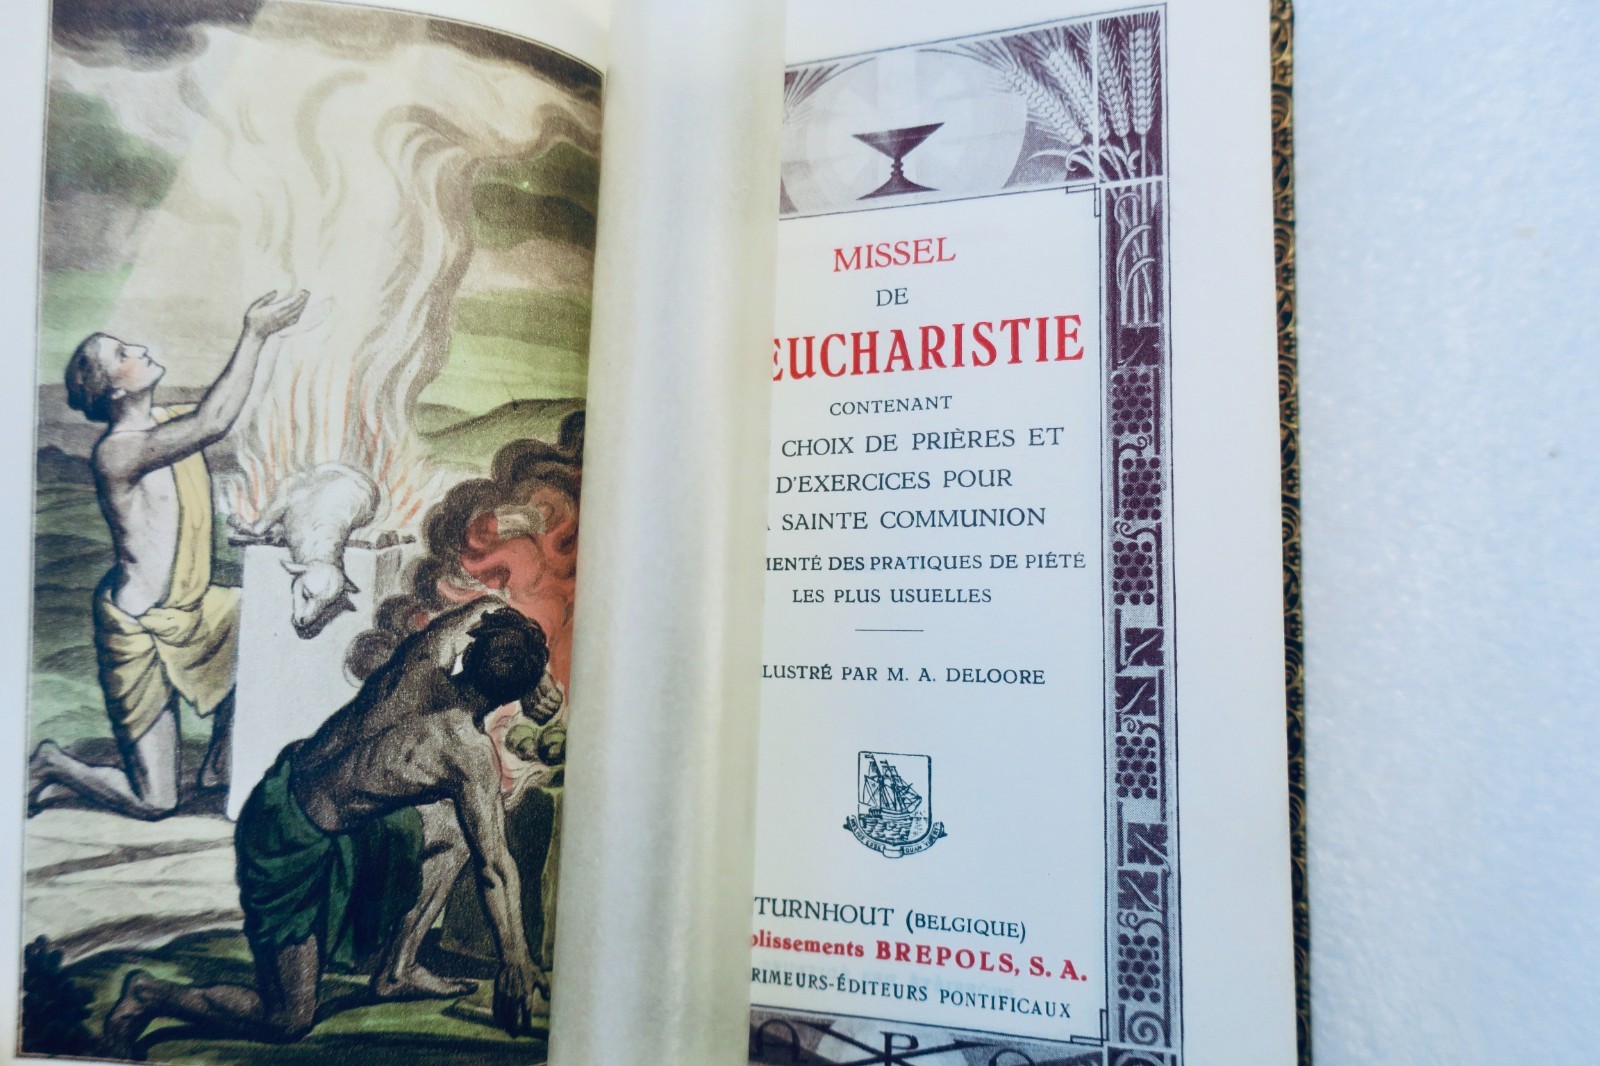 MISSEL
DE
EUCHARISTIE
CONTENANT
CHOIX DE PRIÈRES ET
D'EXERCICES POUR
SAINTE COMMUNION
DES PRATIQUES DE PIÉTÉ
LES PLUS USUELLES
PAR M. A. DELOORE
TURNHOUT (BELGIQUE)
BREPOLS, S. A.
PONTIFICAUX